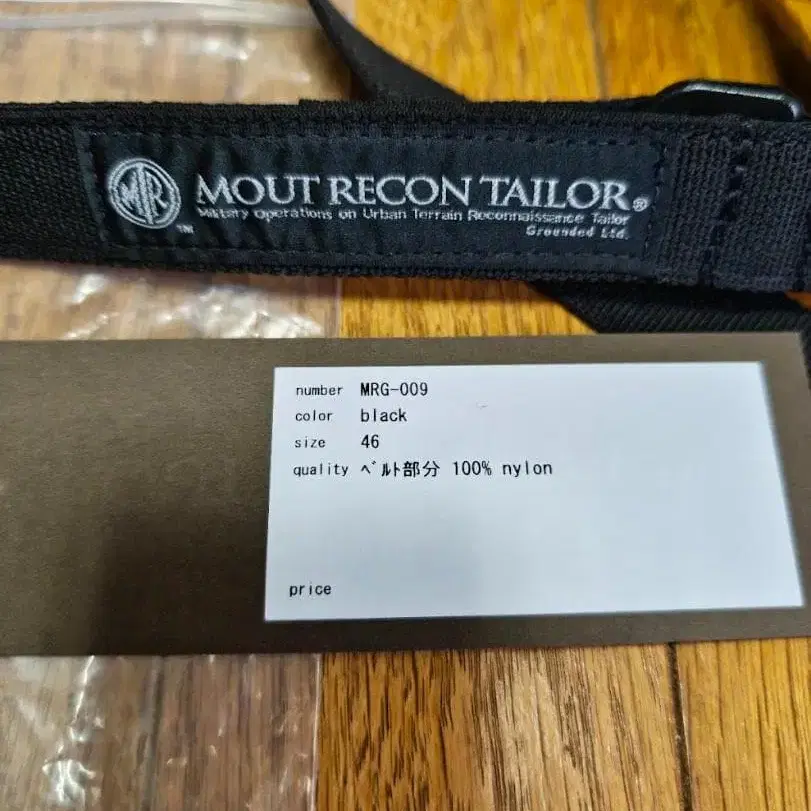 MR
™
MOUT RECON TAILOR®
Military Operations on Urban Terrain Reconnaissance Tailor
Grounded Ltd.
number MRG-009
color black
size 46
quality ﾍﾞﾙﾄ部分 100% nylon
price